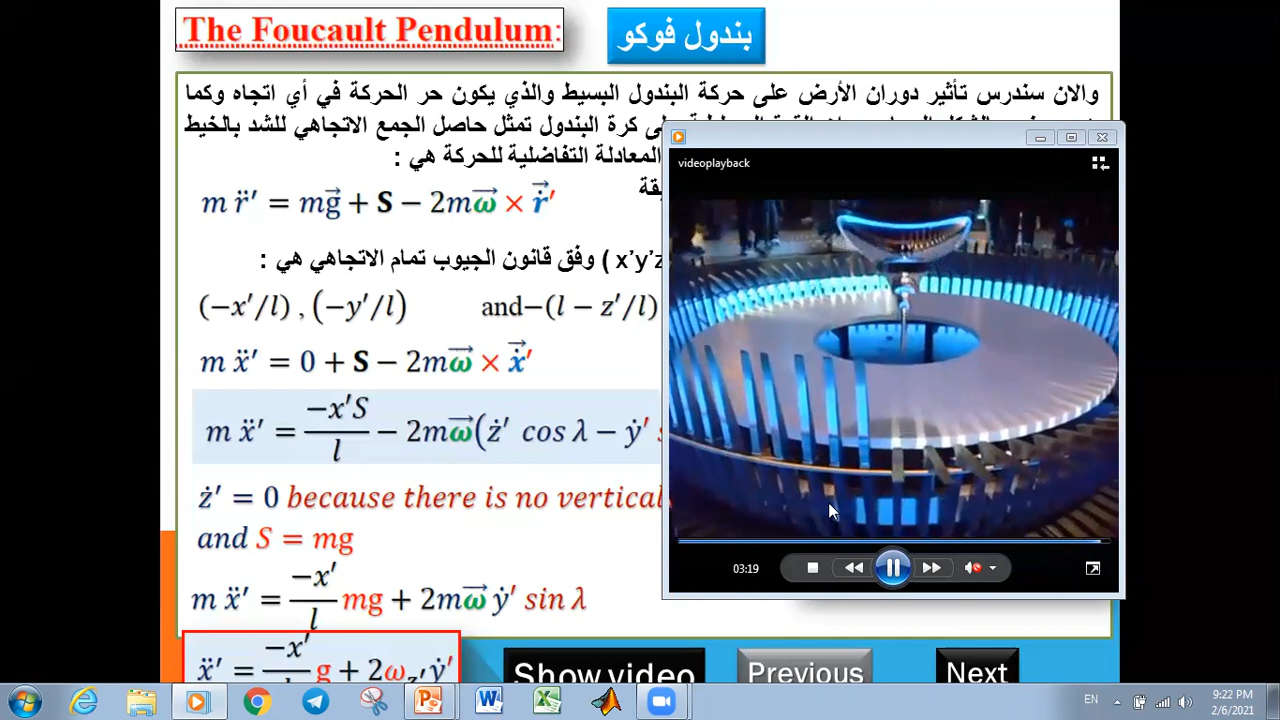 The Foucault Pendulum:
بندول فوكو
والان سندرس تأثير دوران الأرض على حركة البندول البسيط والذي يكون حر الحركة في أي اتجاه وكما
كرة البندول تمثل حاصل الجمع الاتجاهي للشد بالخيط
المعادلة التفاضلية للحركة هي :
m r̈′ = mg⃗ + S − 2mω⃗ × ṙ⃗′
x′y′z ) وفق قانون الجيوب تمام الاتجاهي هي :
(−x′/l) , (−y′/l) and−(l − z′/l)
m ẍ′ = 0 + S − 2mω⃗ × ẋ⃗′
m ẍ′ = −x′S/l − 2mω⃗(ż′ cos λ − ẏ′
ż′ = 0 because there is no vertical
and S = mg
m ẍ′ = −x′/l mg + 2mω⃗ ẏ′ sin λ
ẍ′ = −x′ g + 2ω z′ ẏ′
videoplayback
03:19
Show video
Previous
Next
EN
9:22 PM
2/6/2021